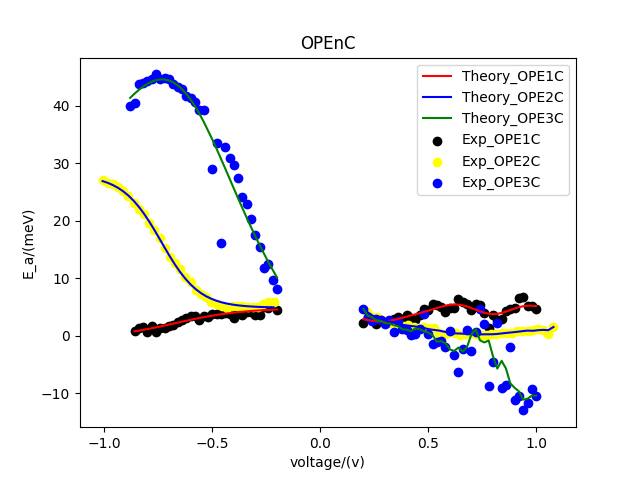 OPEnC
Theory_OPE1C
Theory_OPE2C
Theory_OPE3C
Exp_OPE1C
Exp_OPE2C
Exp_OPE3C
E_a/(meV)
40
30
20
10
0
−10
−1.0 −0.5 0.0 0.5 1.0
voltage/(v)